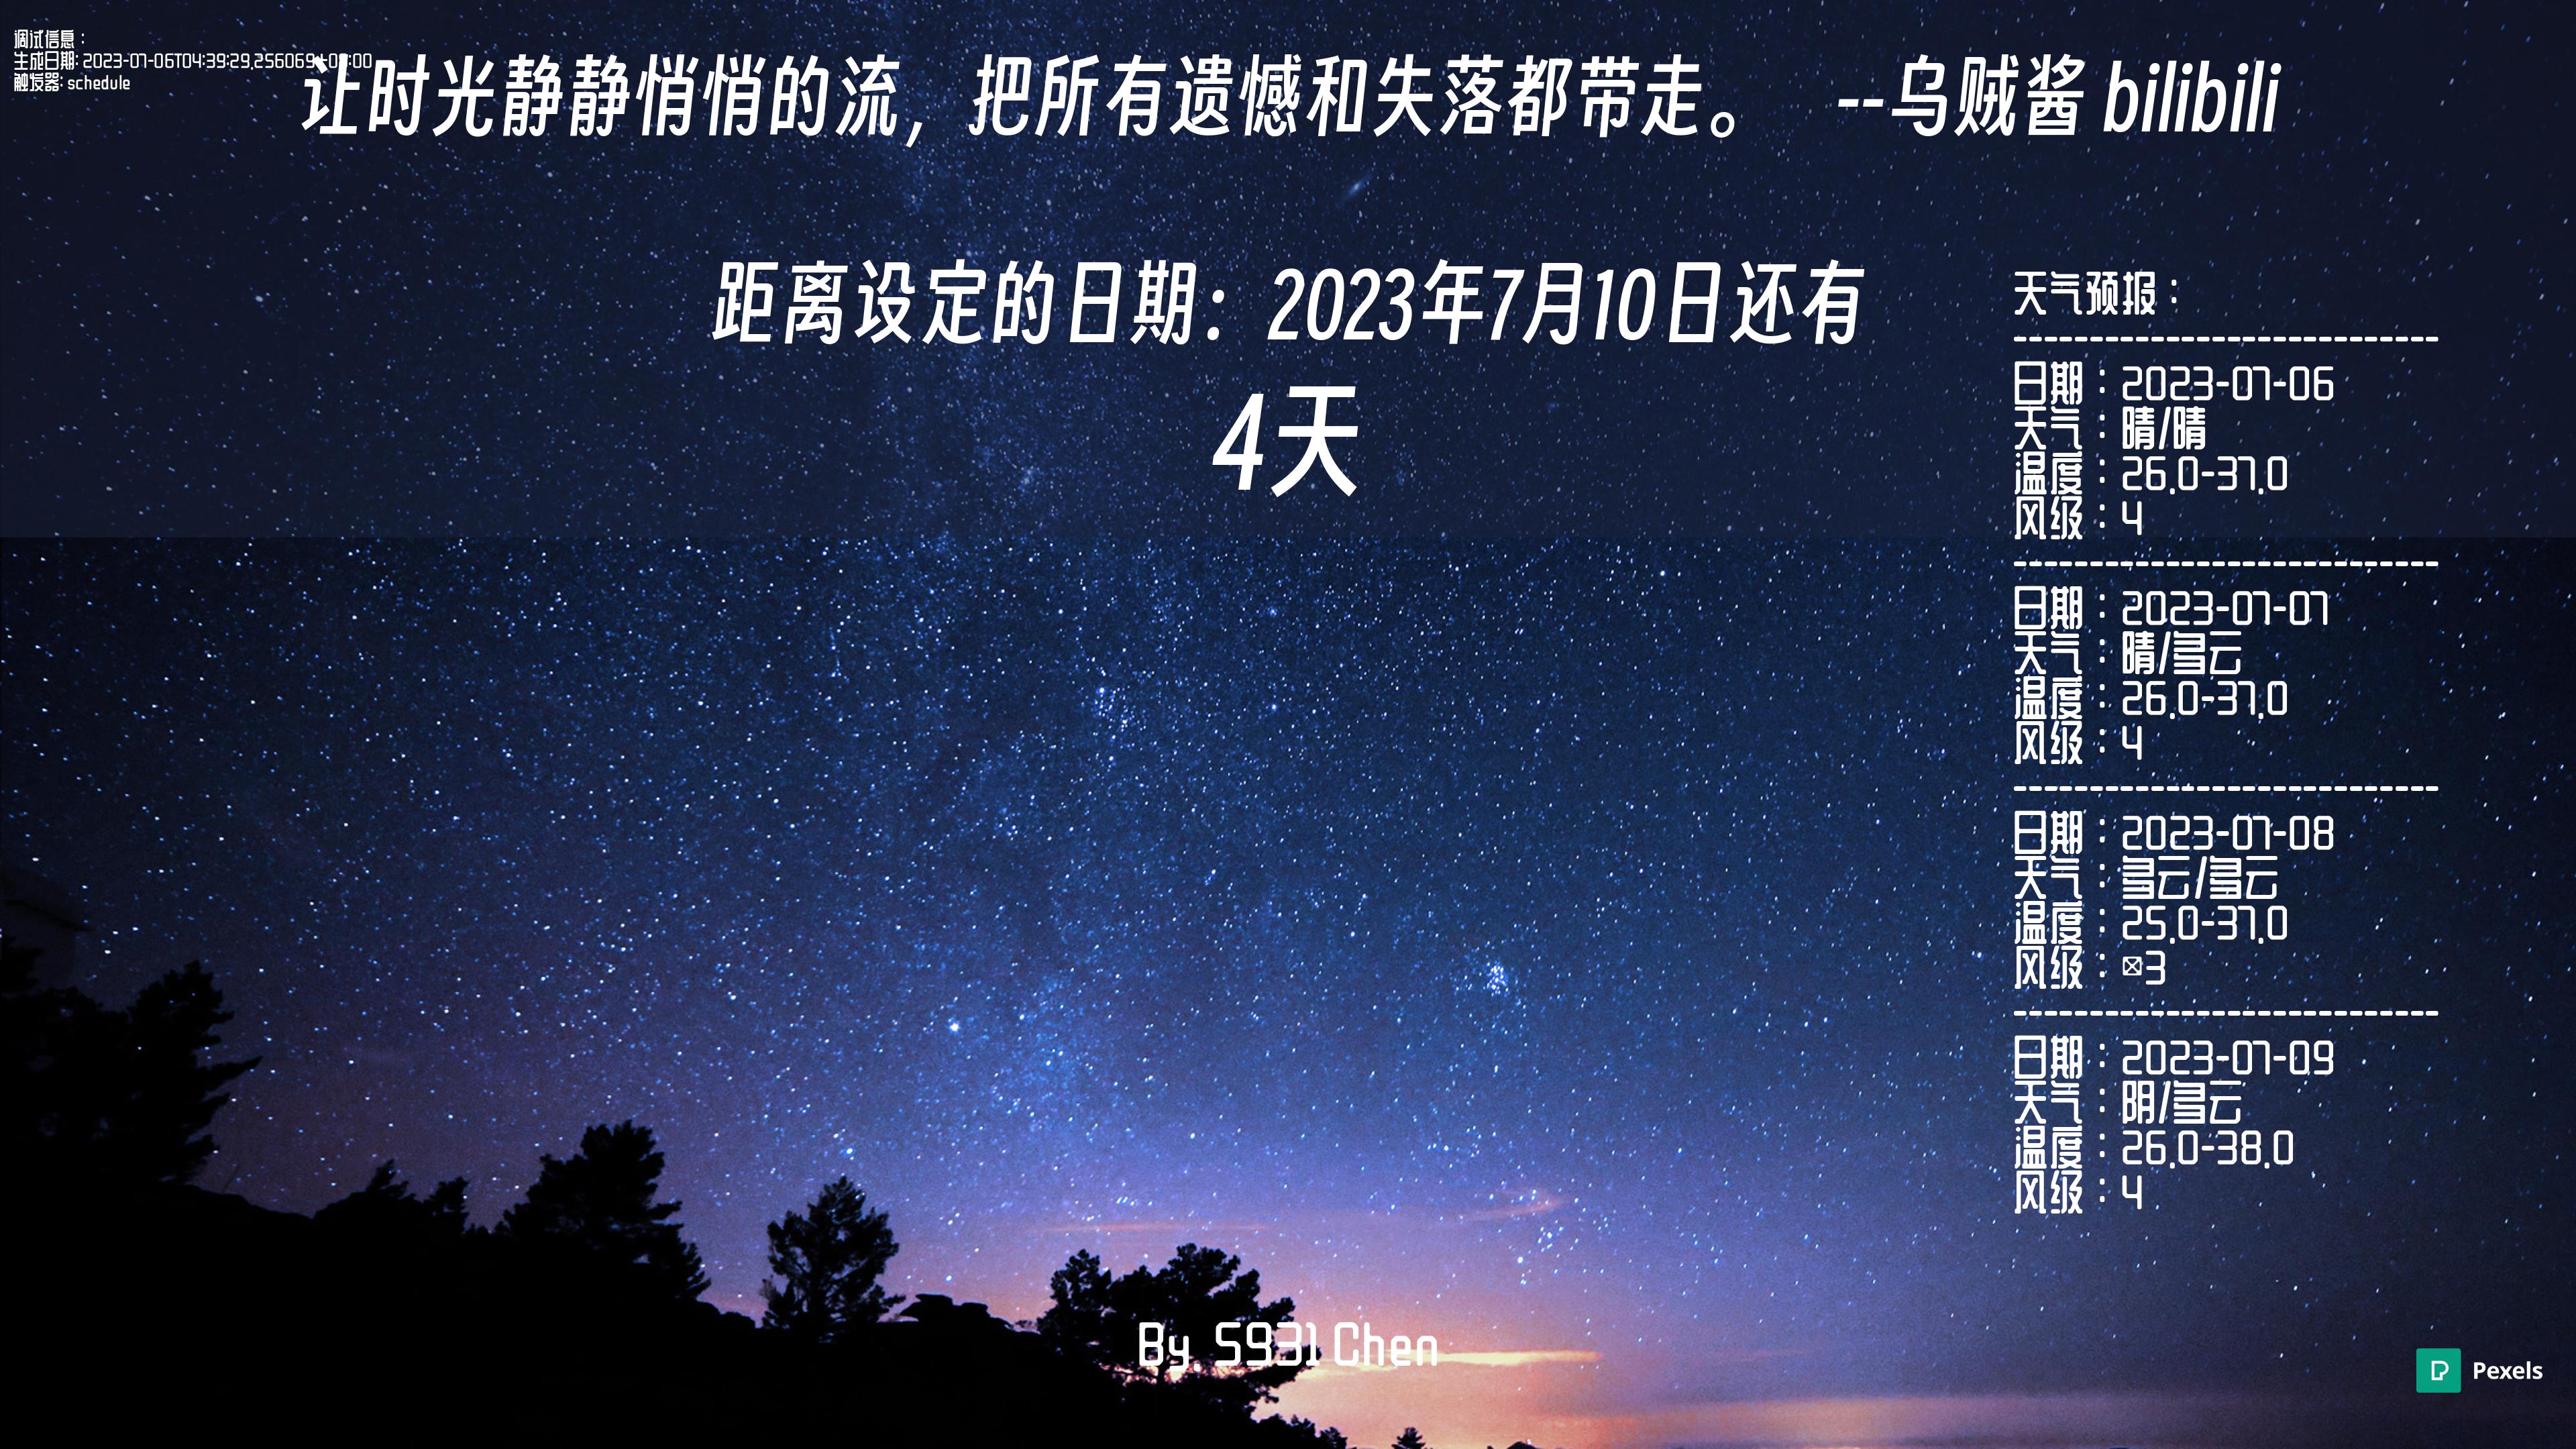 调试信息：
生成日期: 2023-07-06T04:39:29.256069+08:00
触发器: schedule
让时光静静悄悄的流，把所有遗憾和失落都带走。 --乌贼酱 bilibili
距离设定的日期：2023年7月10日还有
4天
天气预报：
----------------------------
日期：2023-07-06
天气：晴/晴
温度：26.0-37.0
风级：4
----------------------------
日期：2023-07-07
天气：晴/多云
温度：26.0-37.0
风级：4
----------------------------
日期：2023-07-08
天气：多云/多云
温度：25.0-37.0
风级：☒3
----------------------------
日期：2023-07-09
天气：阴/多云
温度：26.0-38.0
风级：4
By. 5931 Chen
Pexels